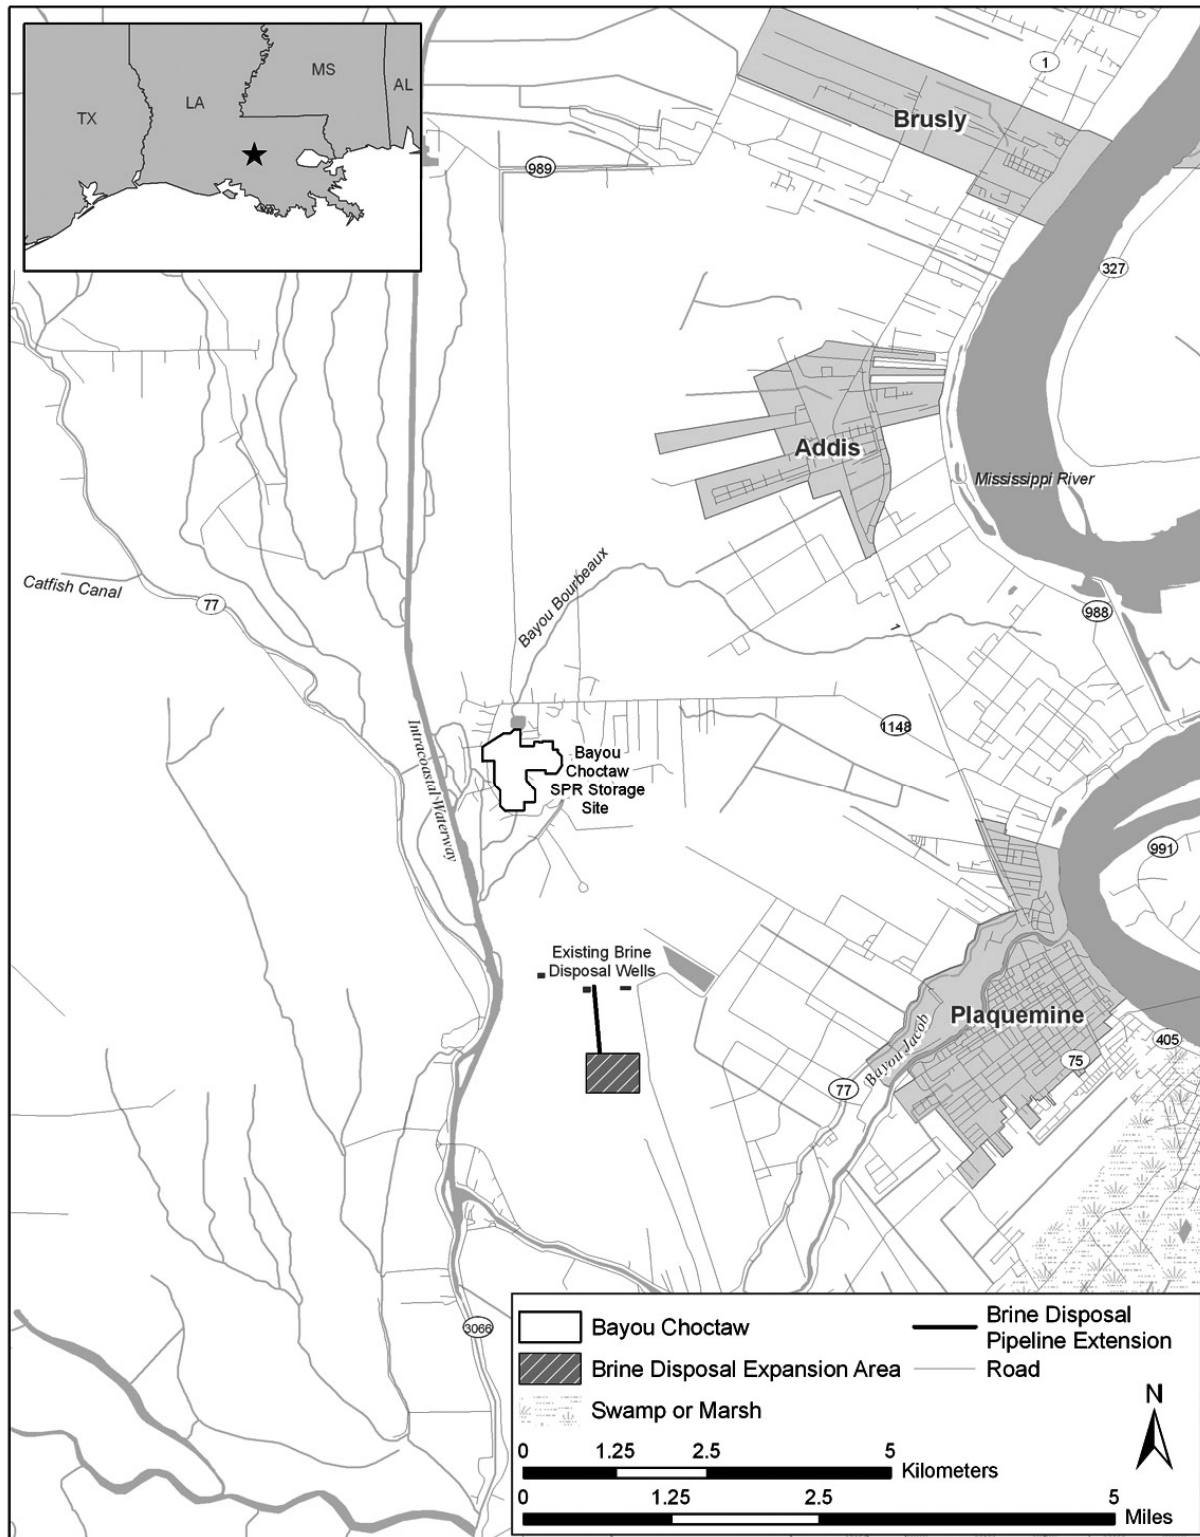 TX
LA
MS
AL
1
Brusly
989
327
Addis
Mississippi River
Catfish Canal
77
Bayou Bourbeaux
988
1
1148
Intracoastal Waterway
Bayou
Choctaw
SPR Storage
Site
991
Existing Brine
Disposal Wells
Plaquemine
Bayou Jacob
405
75
77
3066
Bayou Choctaw
Brine Disposal
Pipeline Extension
Brine Disposal Expansion Area
Road
Swamp or Marsh
N
0 1.25 2.5 5
Kilometers
0 1.25 2.5 5
Miles